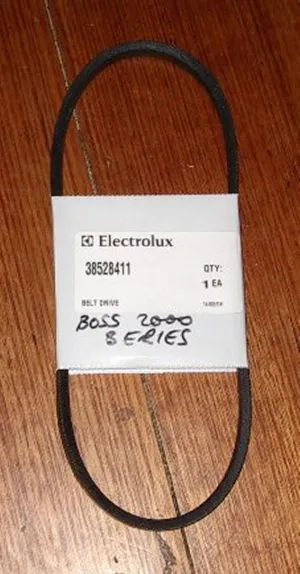 Electrolux
38528411 QTY:
1 EA
BELT DRIVE
BOSS 2000
SERIES